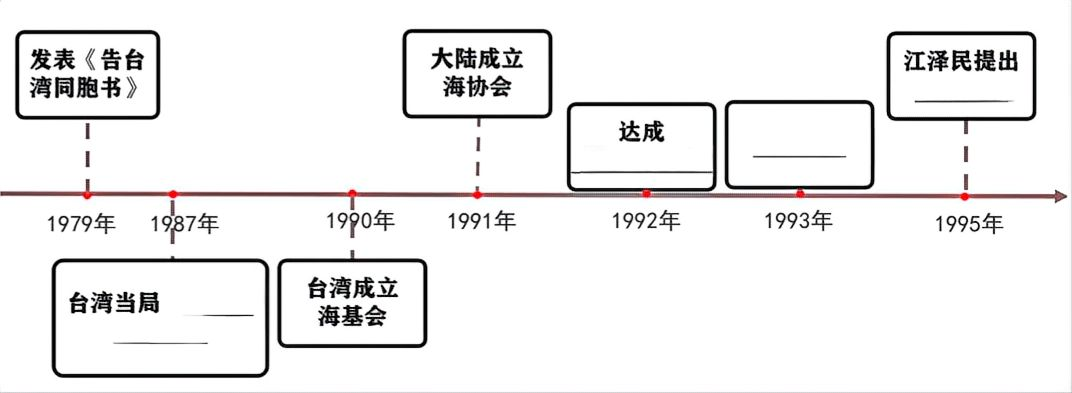 发表《告台
湾同胞书》
大陆成立
海协会
达成
江泽民提出
1979年
1987年
1990年
1991年
1992年
1993年
1995年
台湾当局
台湾成立
海基会